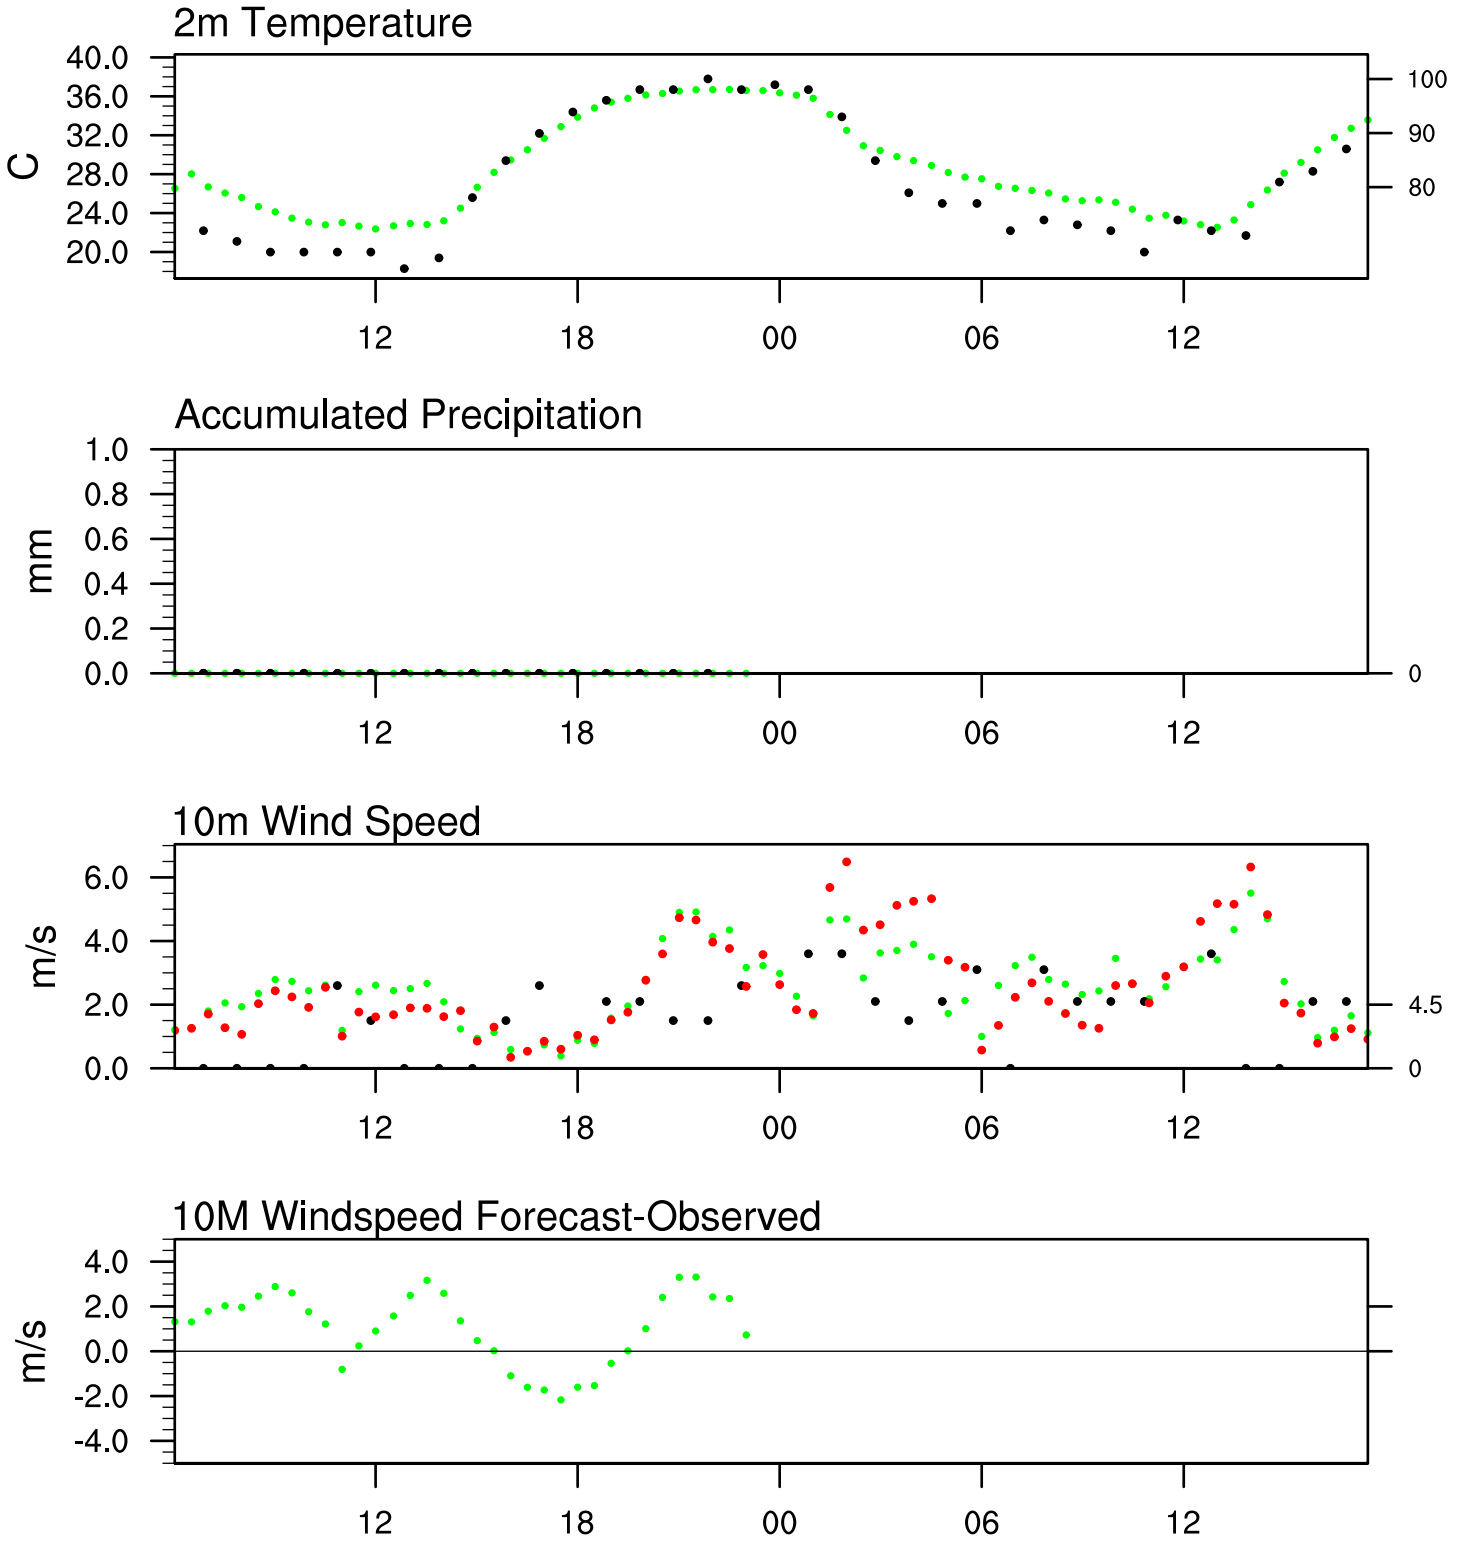 2m Temperature
40.0
36.0
32.0
28.0
24.0
20.0
C
100
90
80
12 18 00 06 12
Accumulated Precipitation
1.0
0.8
0.6
0.4
0.2
0.0
mm
0
12 18 00 06 12
10m Wind Speed
6.0
4.0
2.0
0.0
m/s
4.5
0
12 18 00 06 12
10M Windspeed Forecast-Observed
4.0
2.0
0.0
-2.0
-4.0
m/s
12 18 00 06 12